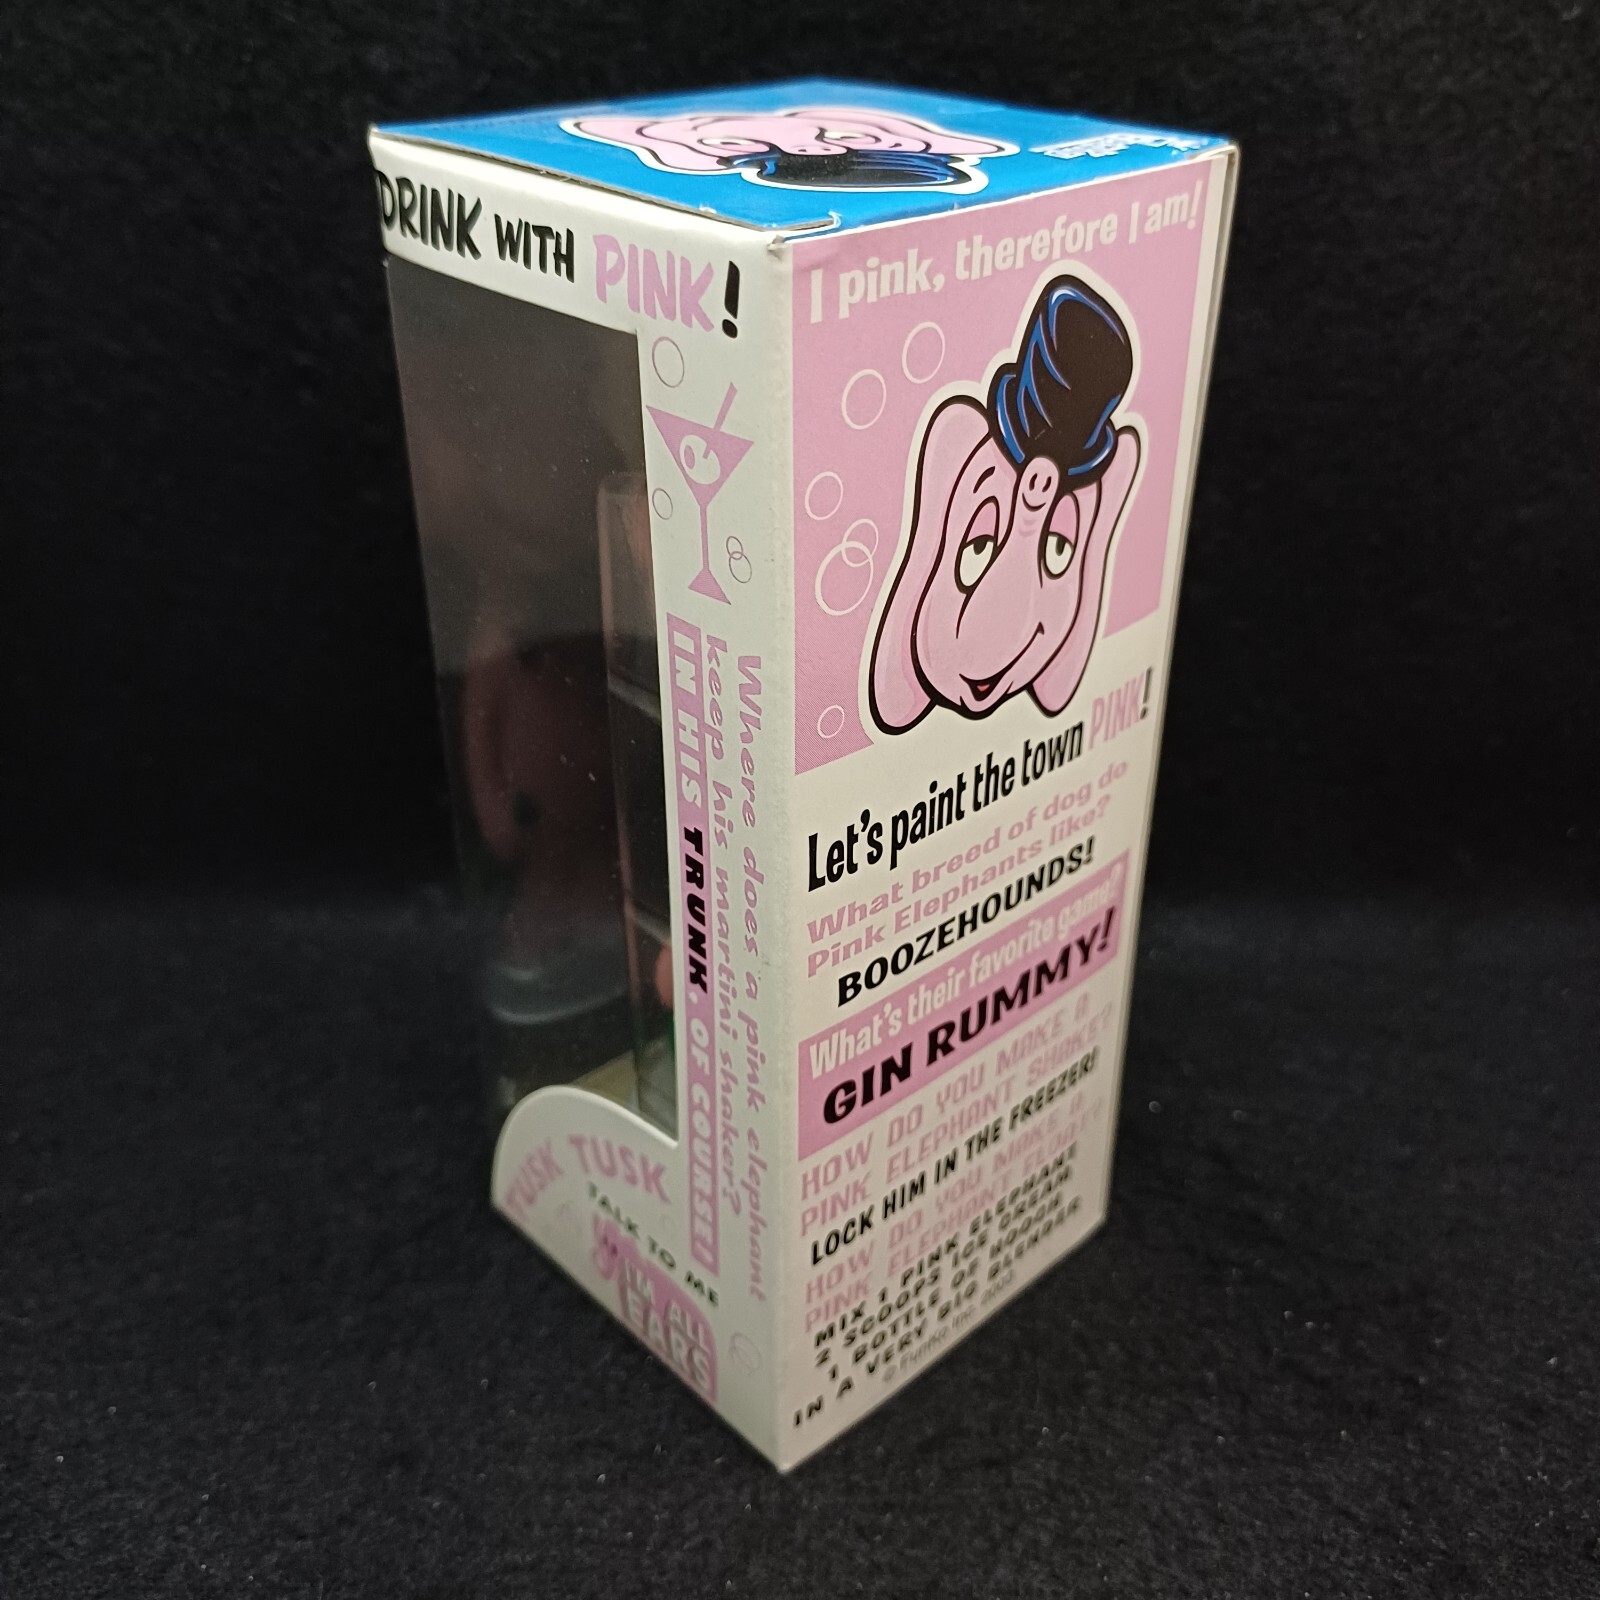 DRINK WITH PINK!
Where does a pink elephant
keep his martini shaker?
IN HIS TRUNK, OF COURSE!
TUSK TUSK
TALK TO ME
I'M ALL
EARS
I pink, therefore I am!
Let's paint the town PINK!
What breed of dog do
Pink Elephants like?
BOOZEHOUNDS!
What's their favorite game?
GIN RUMMY!
HOW DO YOU MAKE A
PINK ELEPHANT SHAKE?
LOCK HIM IN THE FREEZER!
HOW DO YOU MAKE A
PINK ELEPHANT FLOAT?
MIX 1 PINK ELEPHANT
2 SCOOPS ICE CREAM
1 BOTTLE OF HOOCH
IN A VERY BIG BLENDER